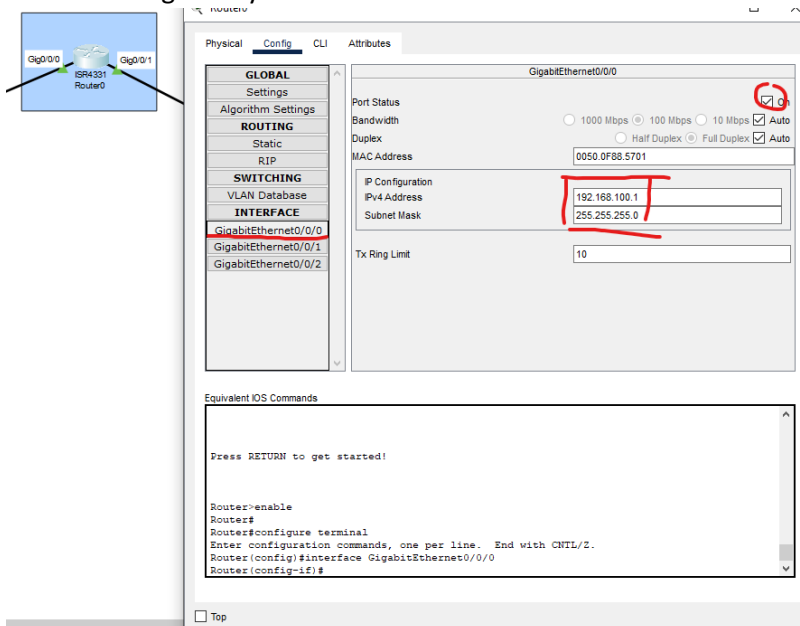 Router0
Physical Config CLI Attributes
Gig0/0/0
Gig0/0/1
ISR4331
Router0
GLOBAL
Settings
Algorithm Settings
ROUTING
Static
RIP
SWITCHING
VLAN Database
INTERFACE
GigabitEthernet0/0/0
GigabitEthernet0/0/1
GigabitEthernet0/0/2
GigabitEthernet0/0/0
Port Status On
Bandwidth 1000 Mbps 100 Mbps 10 Mbps Auto
Duplex Half Duplex Full Duplex Auto
MAC Address 0050.0F88.5701
IP Configuration
IPv4 Address 192.168.100.1
Subnet Mask 255.255.255.0
Tx Ring Limit 10
Equivalent IOS Commands
Press RETURN to get started!
Router>enable
Router#
Router#configure terminal
Enter configuration commands, one per line. End with CNTL/Z.
Router(config)#interface GigabitEthernet0/0/0
Router(config-if)#
Top